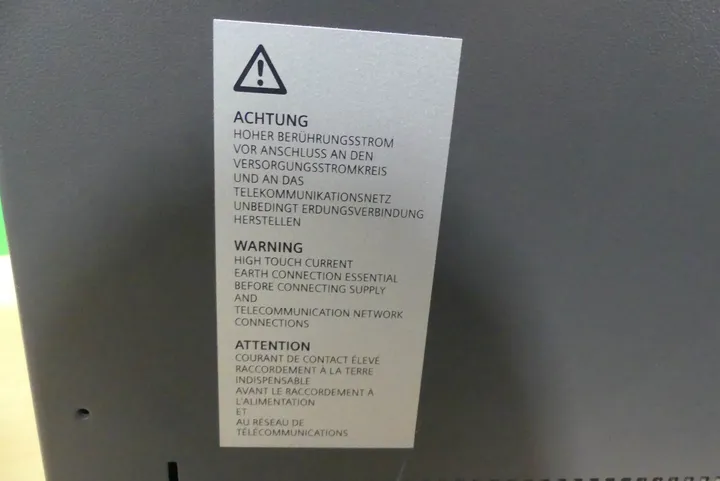 ACHTUNG
HOHER BERÜHRUNGSSTROM
VOR ANSCHLUSS AN DEN
VERSORGUNGSSTROMKREIS
UND AN DAS
TELEKOMMUNIKATIONSNETZ
UNBEDINGT ERDUNGSVERBINDUNG
HERSTELLEN
WARNING
HIGH TOUCH CURRENT
EARTH CONNECTION ESSENTIAL
BEFORE CONNECTING SUPPLY
AND
TELECOMMUNICATION NETWORK
CONNECTIONS
ATTENTION
COURANT DE CONTACT ÉLEVÉ
RACCORDEMENT À LA TERRE
INDISPENSABLE
AVANT LE RACCORDEMENT À
L'ALIMENTATION
ET
AU RÉSEAU DE
TÉLÉCOMMUNICATIONS